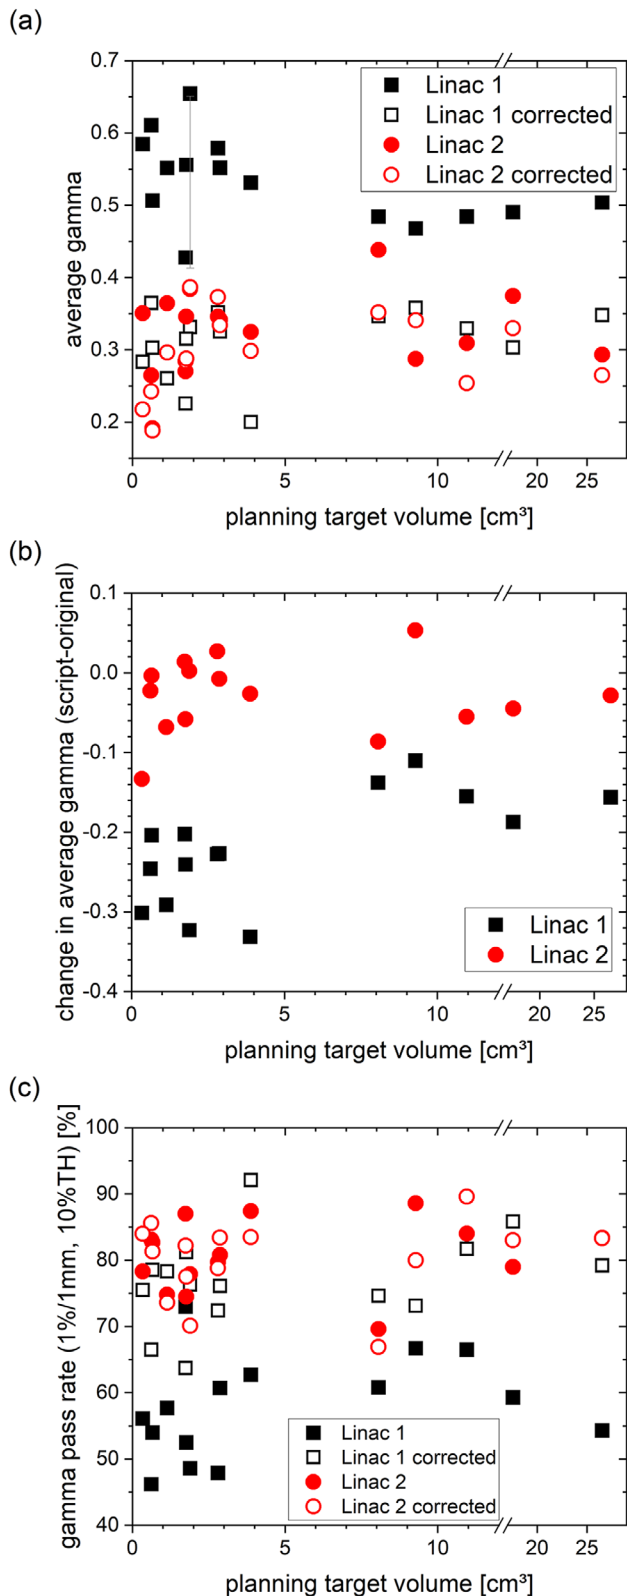 (a)
0.7
0.6
0.5
0.4
0.3
0.2
average gamma
Linac 1
Linac 1 corrected
Linac 2
Linac 2 corrected
0 5 10 20 25
planning target volume [cm³]
(b)
0.1
0.0
-0.1
-0.2
-0.3
-0.4
change in average gamma (script-original)
Linac 1
Linac 2
0 5 10 20 25
planning target volume [cm³]
(c)
100
90
80
70
60
50
40
gamma pass rate (1%/1mm, 10%TH) [%]
Linac 1
Linac 1 corrected
Linac 2
Linac 2 corrected
0 5 10 20 25
planning target volume [cm³]